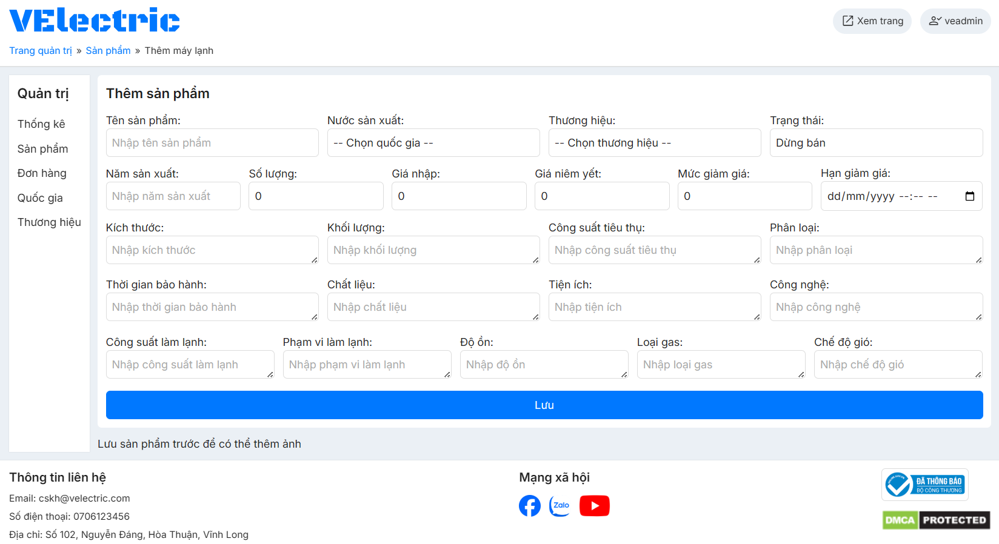 VElectric
Xem trang
veadmin
Trang quản trị » Sản phẩm » Thêm máy lạnh
Quản trị
Thống kê
Sản phẩm
Đơn hàng
Quốc gia
Thương hiệu
Thêm sản phẩm
Tên sản phẩm: Nước sản xuất: Thương hiệu: Trạng thái:
Nhập tên sản phẩm -- Chọn quốc gia -- -- Chọn thương hiệu -- Dừng bán
Năm sản xuất: Số lượng: Giá nhập: Giá niêm yết: Mức giảm giá: Hạn giảm giá:
Nhập năm sản xuất 0 0 0 0 dd/mm/yyyy --:-- --
Kích thước: Khối lượng: Công suất tiêu thụ: Phân loại:
Nhập kích thước Nhập khối lượng Nhập công suất tiêu thụ Nhập phân loại
Thời gian bảo hành: Chất liệu: Tiện ích: Công nghệ:
Nhập thời gian bảo hành Nhập chất liệu Nhập tiện ích Nhập công nghệ
Công suất làm lạnh: Phạm vi làm lạnh: Độ ồn: Loại gas: Chế độ gió:
Nhập công suất làm lạnh Nhập phạm vi làm lạnh Nhập độ ồn Nhập loại gas Nhập chế độ gió
Lưu
Lưu sản phẩm trước để có thể thêm ảnh
Thông tin liên hệ
Email: cskh@velectric.com
Số điện thoại: 0706123456
Địa chỉ: Số 102, Nguyễn Đáng, Hòa Thuận, Vĩnh Long
Mạng xã hội
Zalo
ĐÃ THÔNG BÁO
BỘ CÔNG THƯƠNG
DMCA PROTECTED